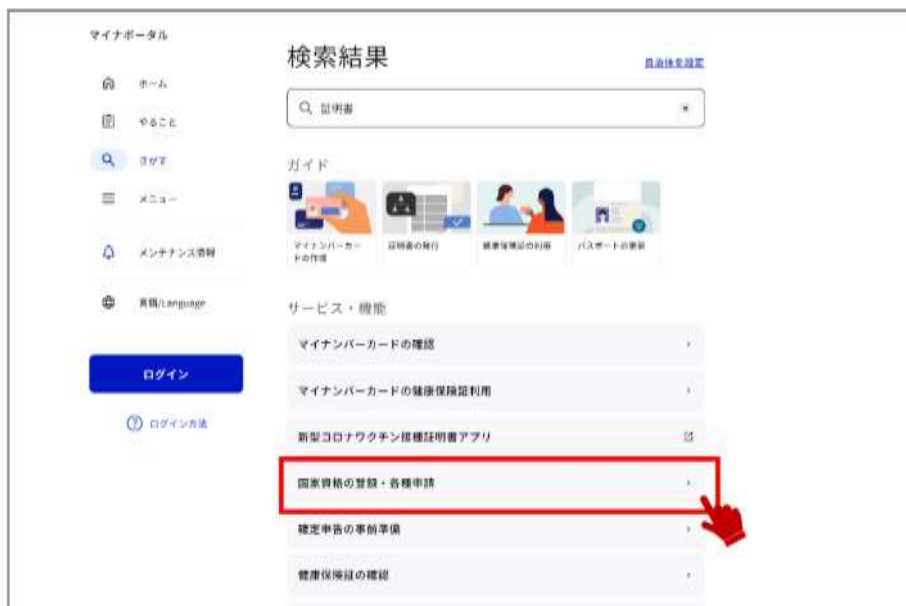 マイナポータル
ホーム
やること
さがす
メニュー
メンテナンス情報
言語/Language
ログイン
ログイン方法
検索結果
自治体を設定
証明書
ガイド
マイナンバーカー
ドの作成
証明書の発行
健康保険証の利用
パスポートの更新
サービス・機能
マイナンバーカードの確認
マイナンバーカードの健康保険証利用
新型コロナワクチン接種証明書アプリ
国家資格の登録・各種申請
確定申告の事前準備
健康保険証の確認